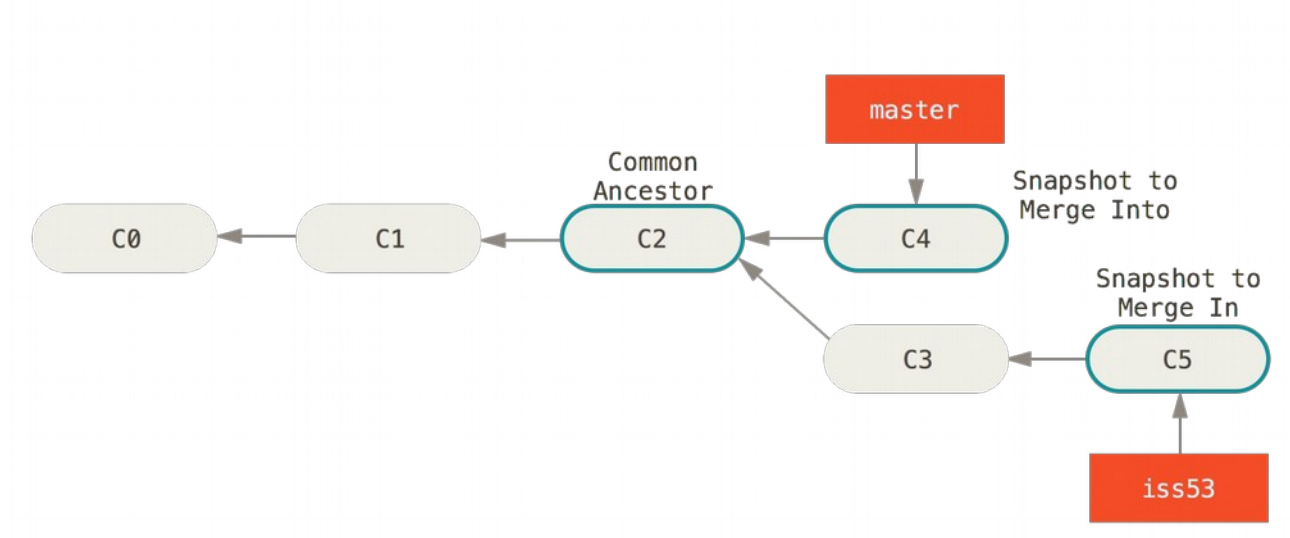 master
Common
Ancestor
Snapshot to
Merge Into
C0
C1
C2
C4
Snapshot to
Merge In
C3
C5
iss53